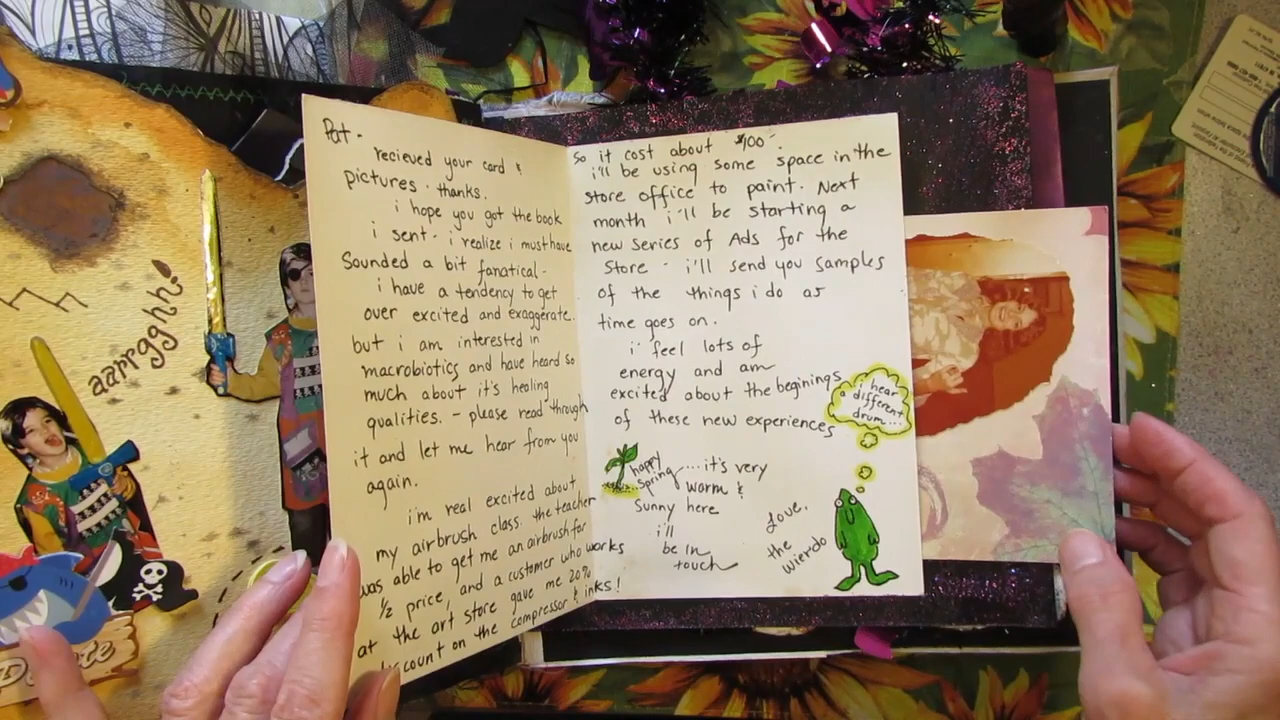 aarrgghh!
Pat-
recieved your card &
pictures. thanks.
i hope you got the book
i sent- i realize i must have
Sounded a bit fanatical-
i have a tendency to get
over excited and exaggerate.
but i am interested in
macrobiotics and have heard so
much about it's healing
qualities. - please read through
it and let me hear from you
again.
i'm real excited about
my airbrush class. the teacher
was able to get me an airbrush for
1/2 price, and a customer who works
at the art store gave me 20%
count on the compressor & inks!
So it cost about $100.
i'll be using some space in the
store office to paint. Next
month i'll be starting a
new series of Ads for the
Store - i'll send you samples
of the things i do as
time goes on.
i feel lots of
energy and am
excited about the beginings
of these new experiences
i hear
a different
drum...
happy
Spring
...it's very
warm &
Sunny here
i'll
be in
touch
Love,
the
Wierdo